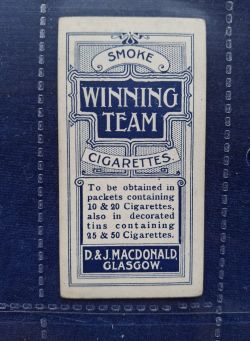 SMOKE
WINNING
TEAM
CIGARETTES.
To be obtained in
packets containing
10 & 20 Cigarettes,
also in decorated
tins containing
25 & 50 Cigarettes.
D. & J. MACDONALD,
GLASGOW.